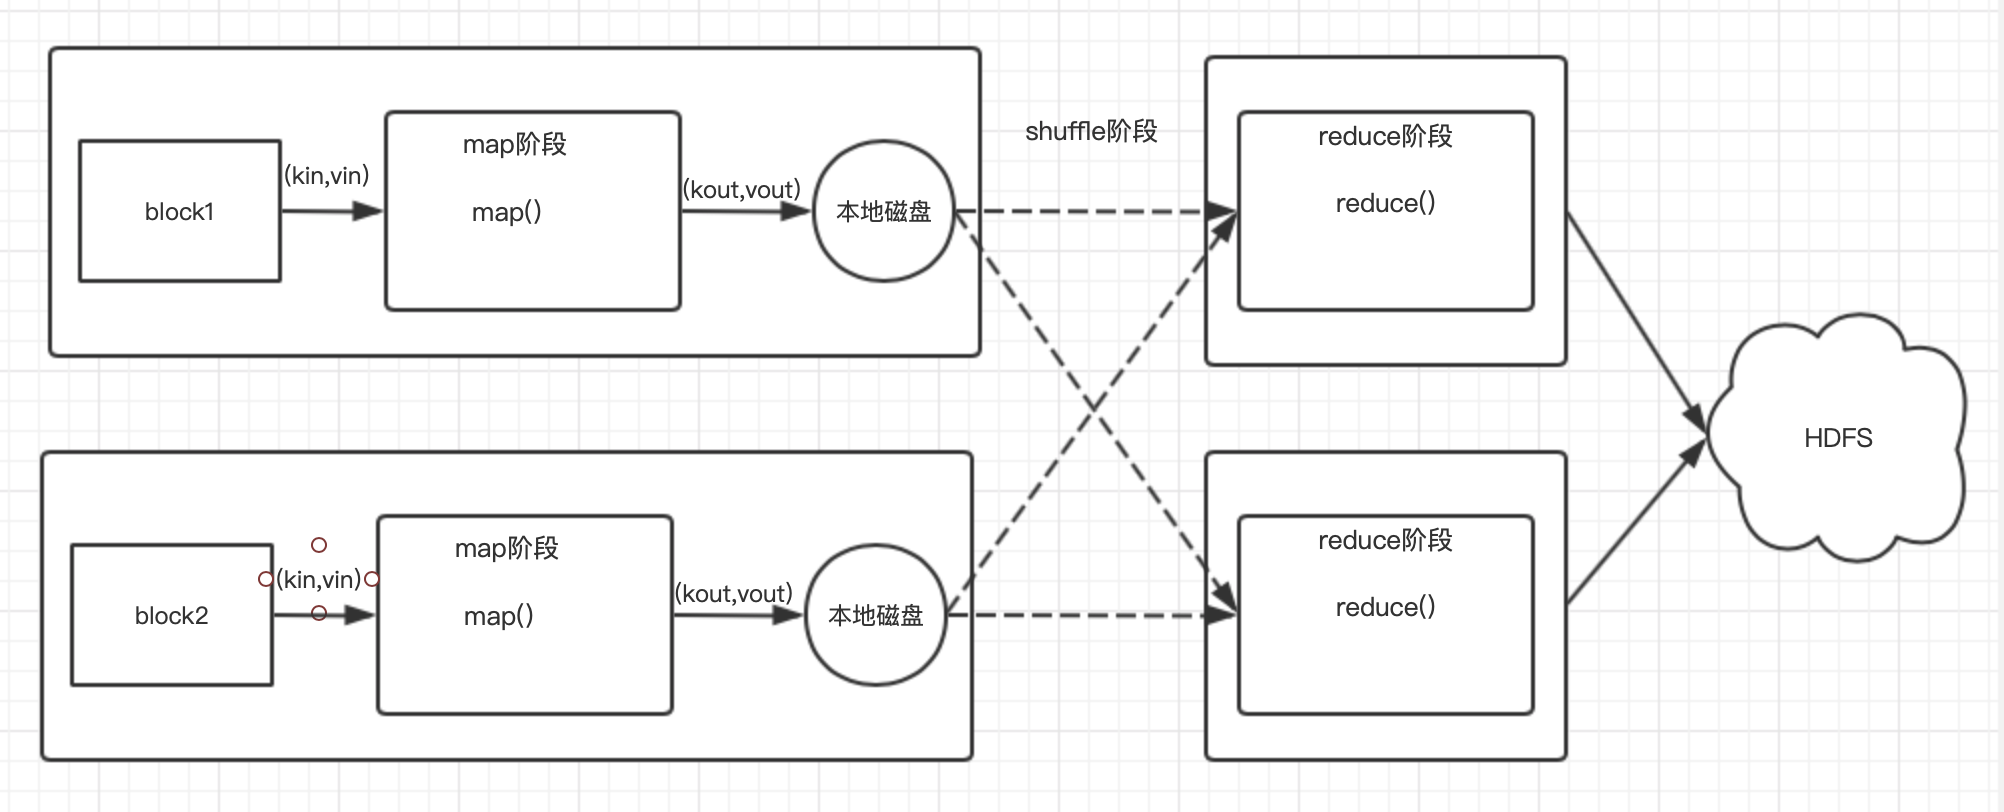 shuffle阶段
block1
(kin,vin)
map阶段
map()
(kout,vout)
本地磁盘
reduce阶段
reduce()
HDFS
block2
(kin,vin)
map阶段
map()
(kout,vout)
本地磁盘
reduce阶段
reduce()